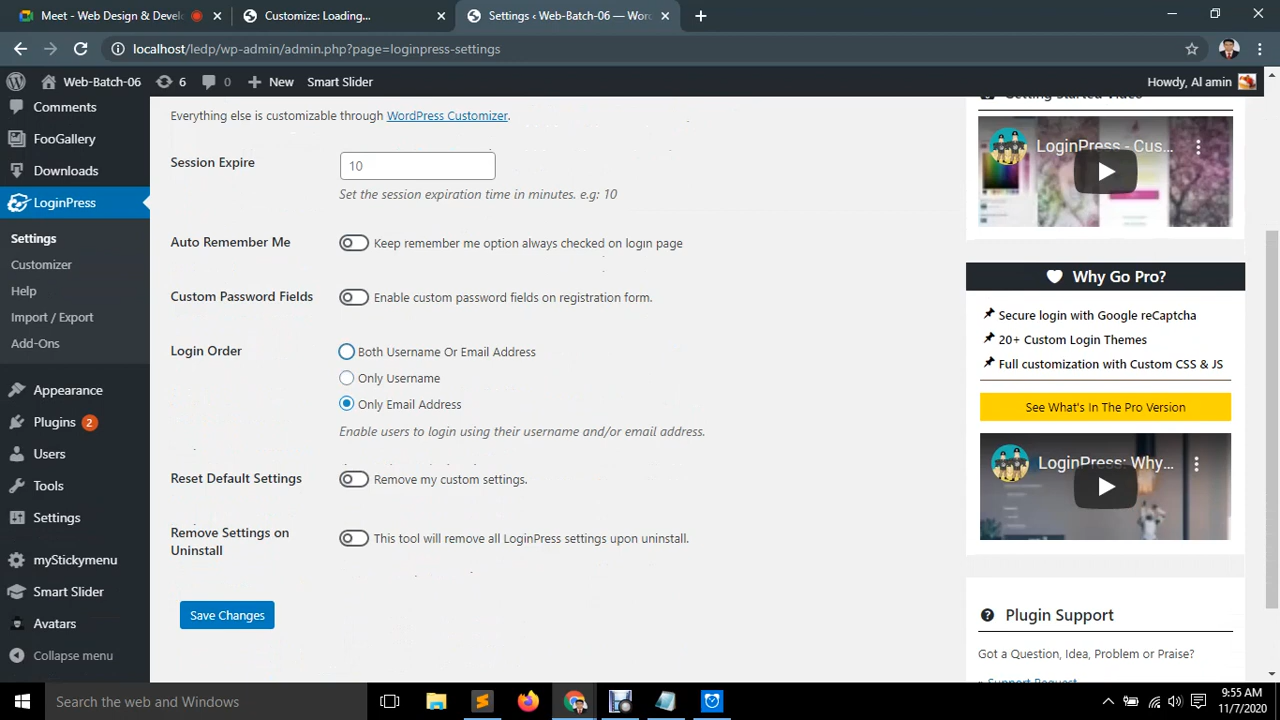 Meet - Web Design & Devel
Customize: Loading...
Settings ‹ Web-Batch-06 — Wor
localhost/ledp/wp-admin/admin.php?page=loginpress-settings
Web-Batch-06
6
0
New
Smart Slider
Howdy, Al amin
Comments
FooGallery
Downloads
LoginPress
Settings
Customizer
Help
Import / Export
Add-Ons
Appearance
Plugins 2
Users
Tools
Settings
myStickymenu
Smart Slider
Avatars
Collapse menu
Everything else is customizable through WordPress Customizer.
Session Expire
10
Set the session expiration time in minutes. e.g: 10
Auto Remember Me
Keep remember me option always checked on login page
Custom Password Fields
Enable custom password fields on registration form.
Login Order
Both Username Or Email Address
Only Username
Only Email Address
Enable users to login using their username and/or email address.
Reset Default Settings
Remove my custom settings.
Remove Settings on
Uninstall
This tool will remove all LoginPress settings upon uninstall.
Save Changes
Getting Started Video
LoginPress - Cus...
Why Go Pro?
Secure login with Google reCaptcha
20+ Custom Login Themes
Full customization with Custom CSS & JS
See What's In The Pro Version
LoginPress: Why...
Plugin Support
Got a Question, Idea, Problem or Praise?
» Support Request
Search the web and Windows
9:55 AM
11/7/2020